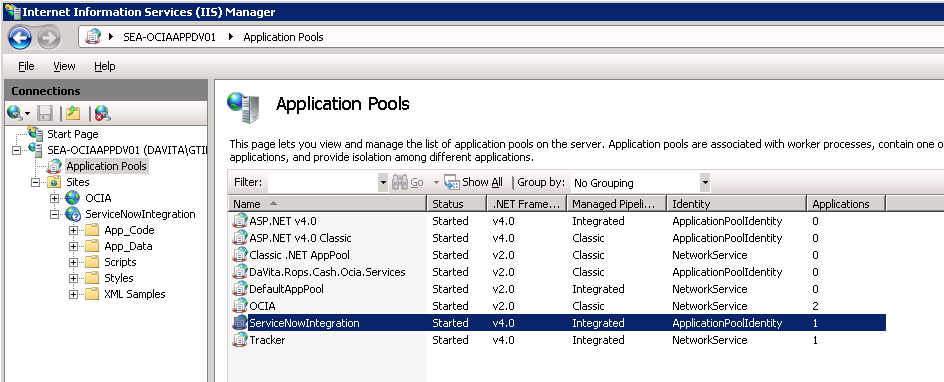 Internet Information Services (IIS) Manager
SEA-OCIAAPPDV01 Application Pools
File View Help
Connections
Start Page
SEA-OCIAAPPDV01 (DAVITA\GTII
Application Pools
Sites
OCIA
ServiceNowIntegration
App_Code
App_Data
Scripts
Styles
XML Samples
Application Pools
This page lets you view and manage the list of application pools on the server. Application pools are associated with worker processes, contain one o
applications, and provide isolation among different applications.
Filter: Go Show All Group by: No Grouping
Name Status .NET Frame... Managed Pipeli... Identity Applications
ASP.NET v4.0 Started v4.0 Integrated ApplicationPoolIdentity 0
ASP.NET v4.0 Classic Started v4.0 Classic ApplicationPoolIdentity 0
Classic .NET AppPool Started v2.0 Classic NetworkService 0
DaVita.Rops.Cash.Ocia.Services Started v2.0 Classic ApplicationPoolIdentity 0
DefaultAppPool Started v2.0 Integrated NetworkService 0
OCIA Started v2.0 Classic NetworkService 2
ServiceNowIntegration Started v4.0 Integrated ApplicationPoolIdentity 1
Tracker Started v4.0 Integrated NetworkService 1